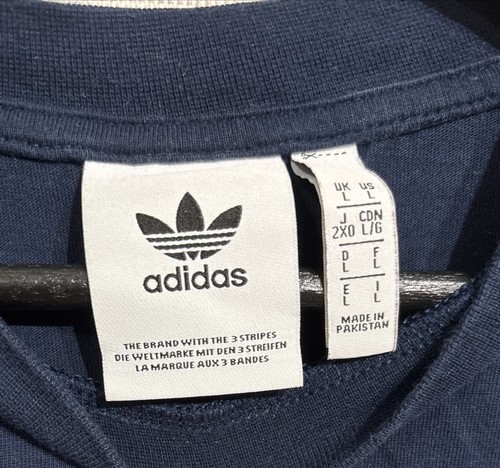 adidas
THE BRAND WITH THE 3 STRIPES
DIE WELTMARKE MIT DEN 3 STREIFEN
LA MARQUE AUX 3 BANDES
UK US
L L
J CDN
2XO L/G
D F
L L
E I
L L
MADE IN
PAKISTAN